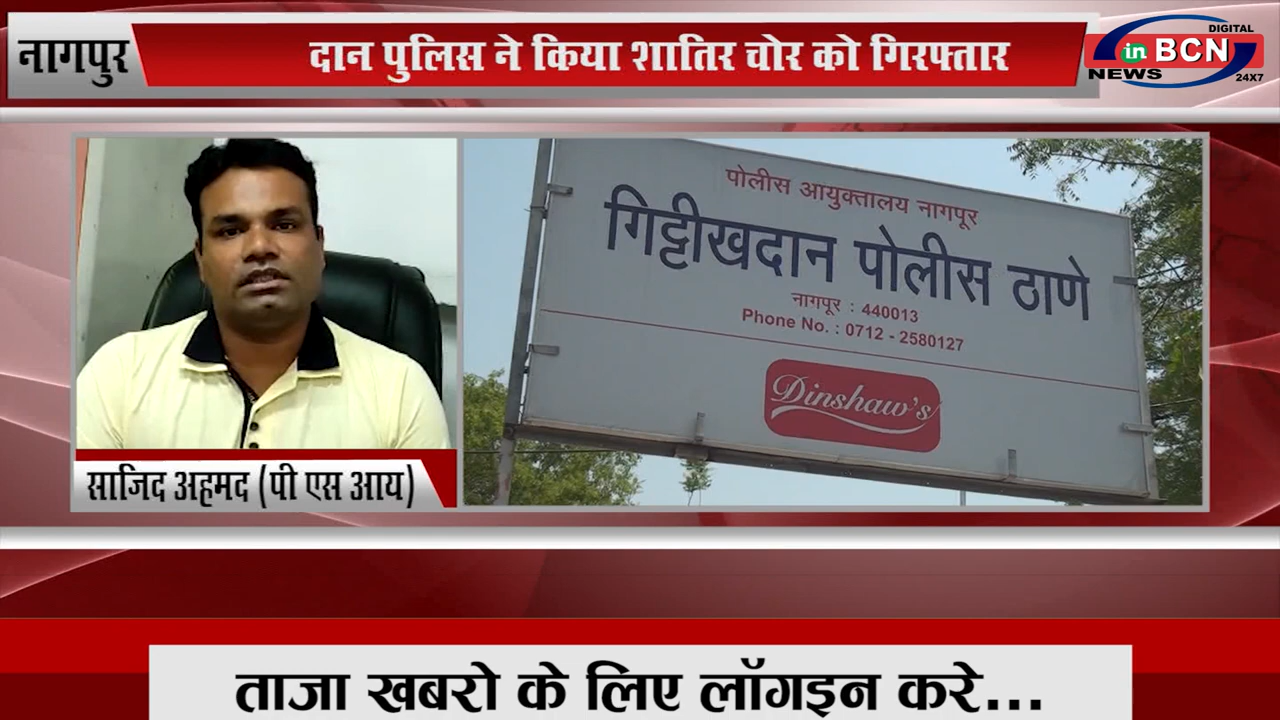 नागपुर
दान पुलिस ने किया शातिर चोर को गिरफ्तार
DIGITAL
in BCN
NEWS 24X7
पोलीस आयुक्तालय नागपूर
गिट्टीखदान पोलीस ठाणे
नागपूर : 440013
Phone No. : 0712 - 2580127
Dinshaw's
साजिद अहमद (पी एस आय)
ताजा खबरो के लिए लॉगइन करे...